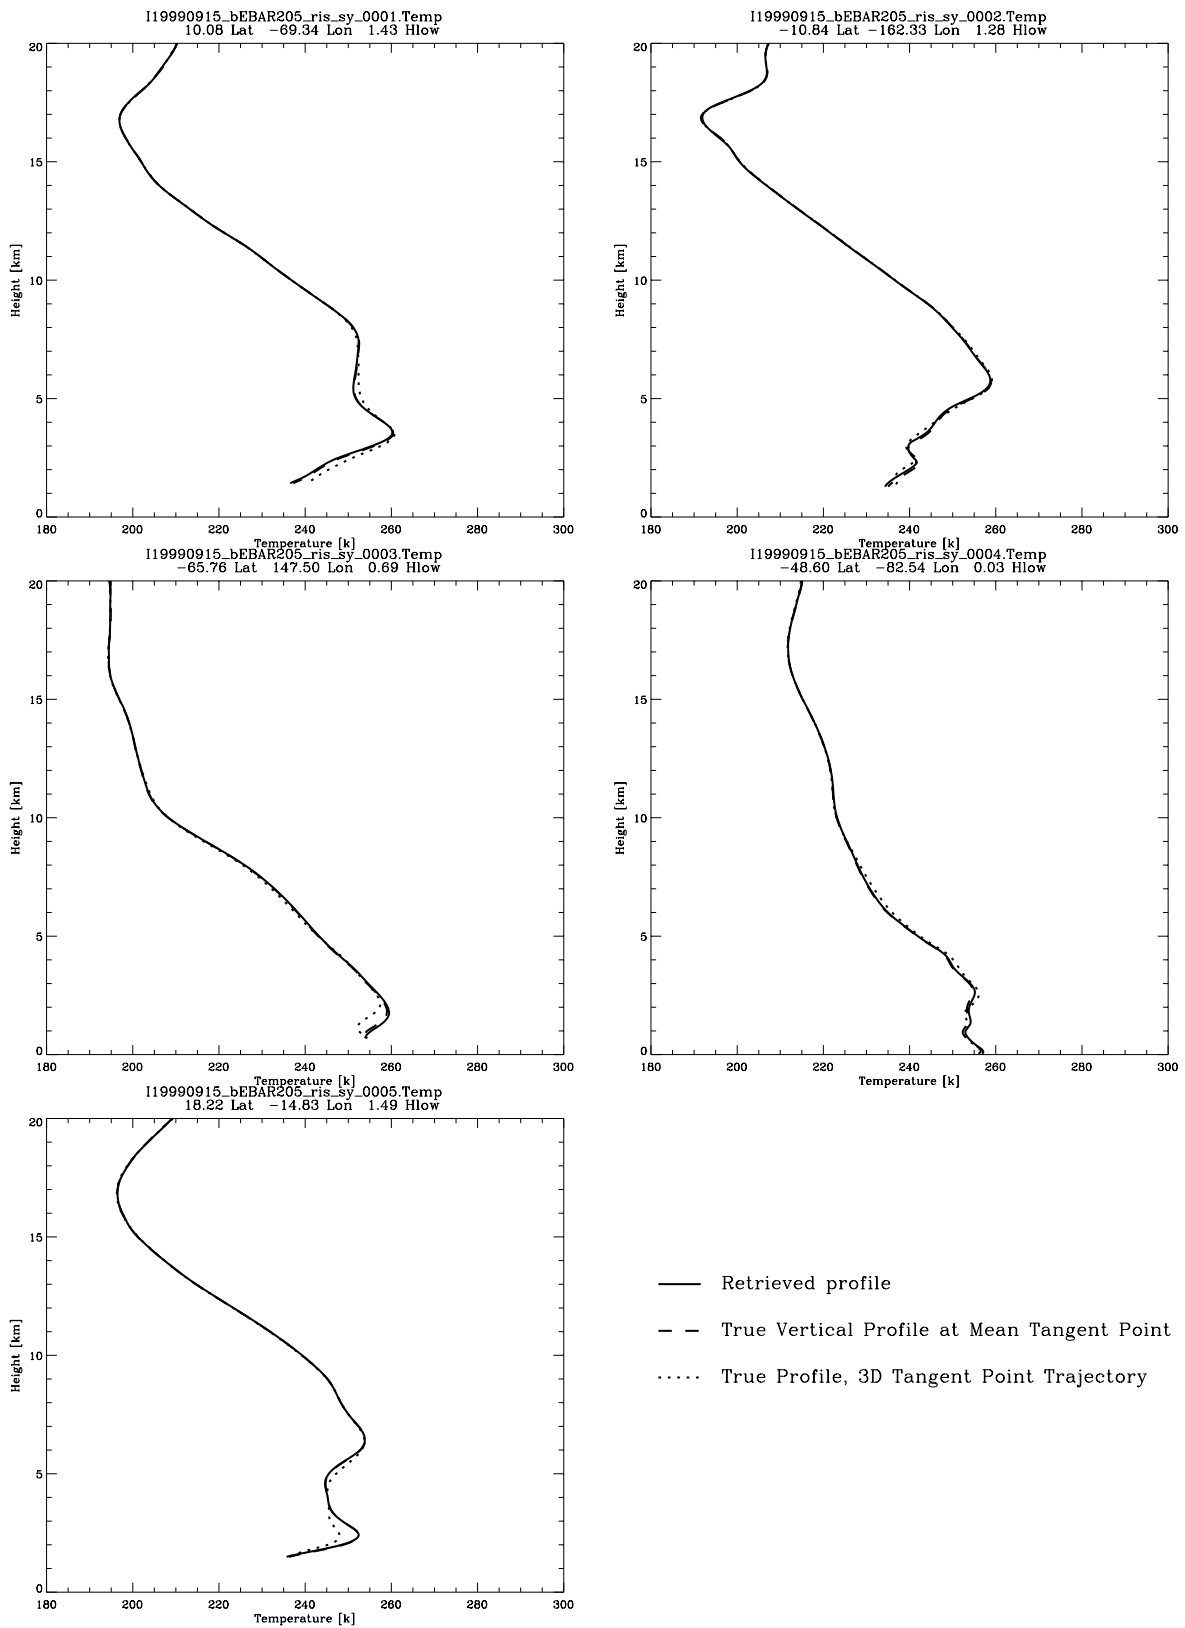 I19990915_bEBAR205_ris_sy_0001.Temp
10.08 Lat −69.34 Lon 1.43 Hlow
20
15
10
5
0
Height [km]
180 200 220 240 260 280 300
Temperature [k]
I19990915_bEBAR205_ris_sy_0002.Temp
−10.84 Lat −162.33 Lon 1.28 Hlow
20
15
10
5
0
Height [km]
180 200 220 240 260 280 300
Temperature [k]
I19990915_bEBAR205_ris_sy_0003.Temp
−65.76 Lat 147.50 Lon 0.69 Hlow
20
15
10
5
0
Height [km]
180 200 220 240 260 280 300
Temperature [k]
I19990915_bEBAR205_ris_sy_0004.Temp
−48.60 Lat −82.54 Lon 0.03 Hlow
20
15
10
5
0
Height [km]
180 200 220 240 260 280 300
Temperature [k]
I19990915_bEBAR205_ris_sy_0005.Temp
18.22 Lat −14.83 Lon 1.49 Hlow
20
15
10
5
0
Height [km]
180 200 220 240 260 280 300
Temperature [k]
Retrieved profile
True Vertical Profile at Mean Tangent Point
True Profile, 3D Tangent Point Trajectory